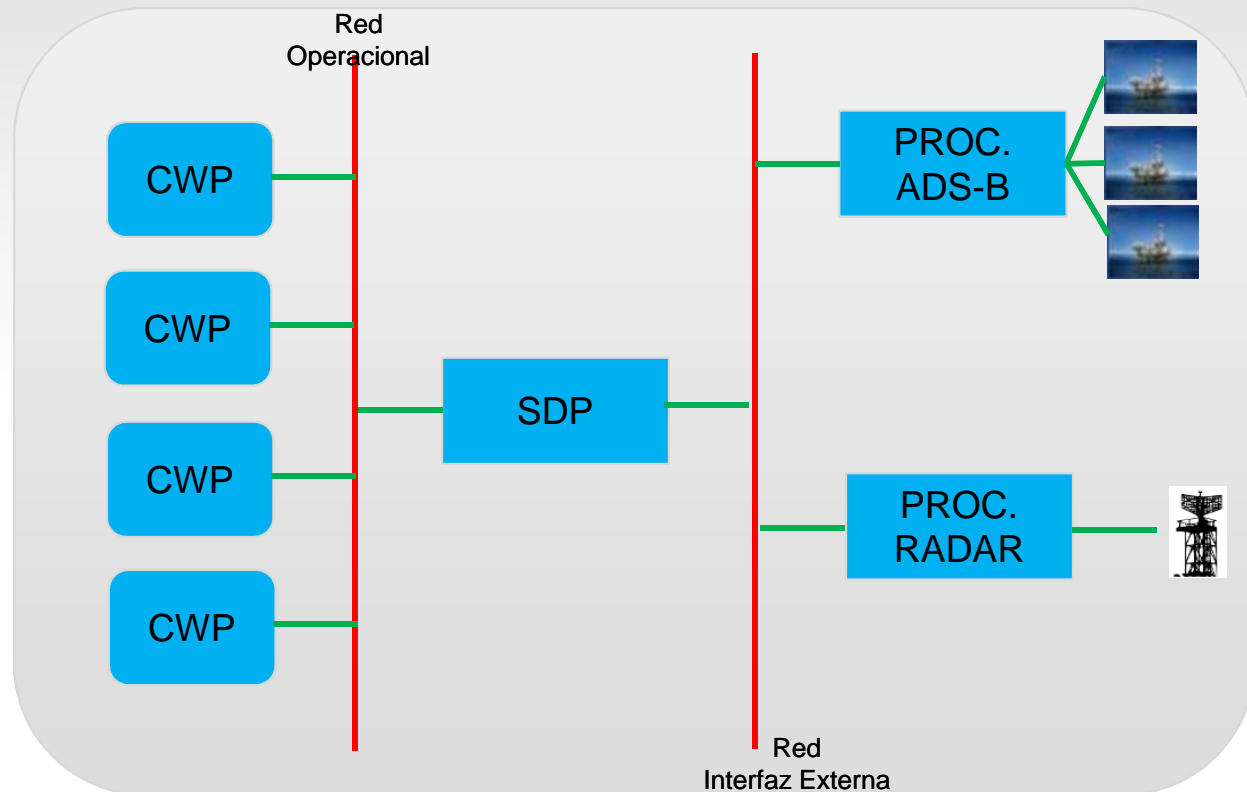 Red
Operacional
CWP
CWP
CWP
CWP
SDP
PROC.
ADS-B
PROC.
RADAR
Red
Interfaz Externa